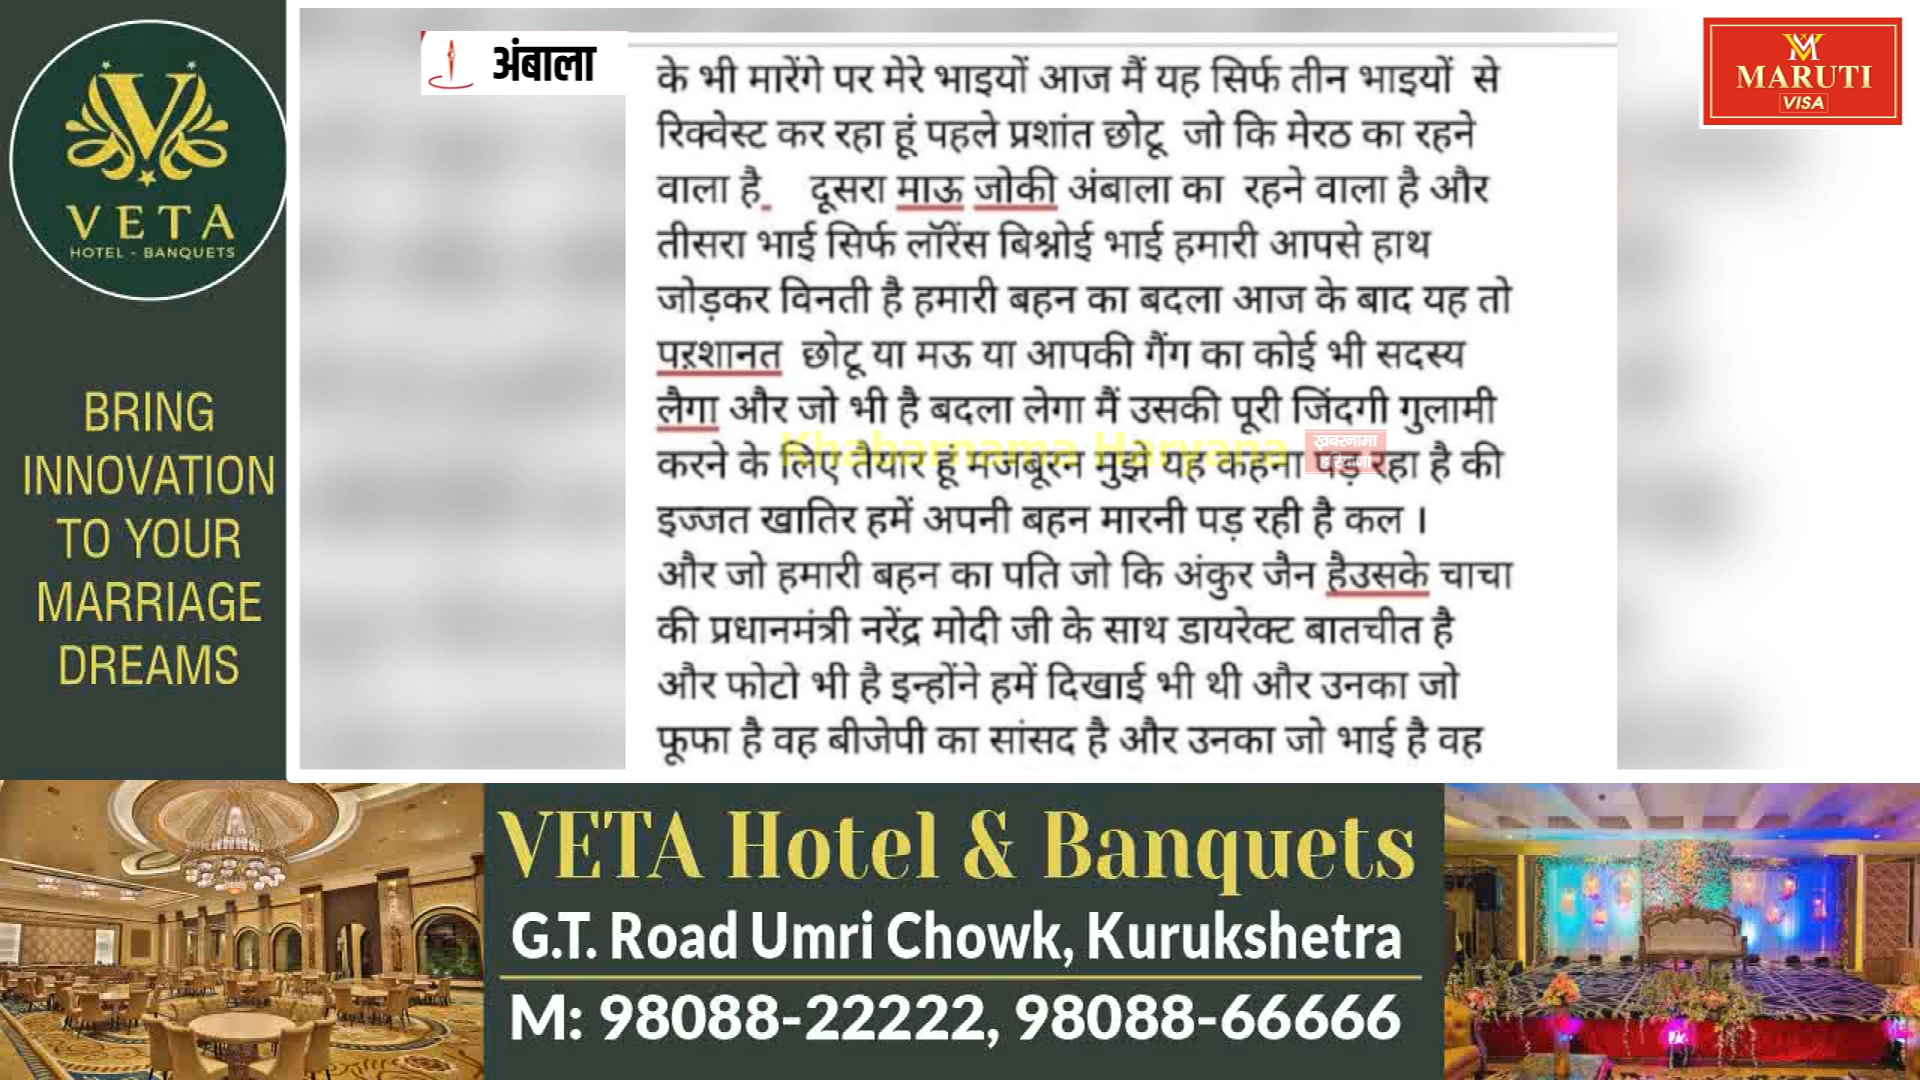 VETA
HOTEL - BANQUETS
BRING
INNOVATION
TO YOUR
MARRIAGE
DREAMS
अंबाला
MARUTI
VISA
के भी मारेंगे पर मेरे भाइयों आज मैं यह सिर्फ तीन भाइयों से
रिक्वेस्ट कर रहा हूं पहले प्रशांत छोटू जो कि मेरठ का रहने
वाला है दूसरा माऊ जोकी अंबाला का रहने वाला है और
तीसरा भाई सिर्फ लॉरेंस बिश्नोई भाई हमारी आपसे हाथ
जोड़कर विनती है हमारी बहन का बदला आज के बाद यह तो
पऱशानत छोटू या मऊ या आपकी गैंग का कोई भी सदस्य
लैगा और जो भी है बदला लेगा मैं उसकी पूरी जिंदगी गुलामी
Khabarnama Haryana खबरनामा हरियाणा
करने के लिए तैयार हूं मजबूरन मुझे यह कहना पड़ रहा है की
इज्जत खातिर हमें अपनी बहन मारनी पड़ रही है कल ।
और जो हमारी बहन का पति जो कि अंकुर जैन हैउसके चाचा
की प्रधानमंत्री नरेंद्र मोदी जी के साथ डायरेक्ट बातचीत है
और फोटो भी है इन्होंने हमें दिखाई भी थी और उनका जो
फूफा है वह बीजेपी का सांसद है और उनका जो भाई है वह
VETA Hotel & Banquets
G.T. Road Umri Chowk, Kurukshetra
M: 98088-22222, 98088-66666